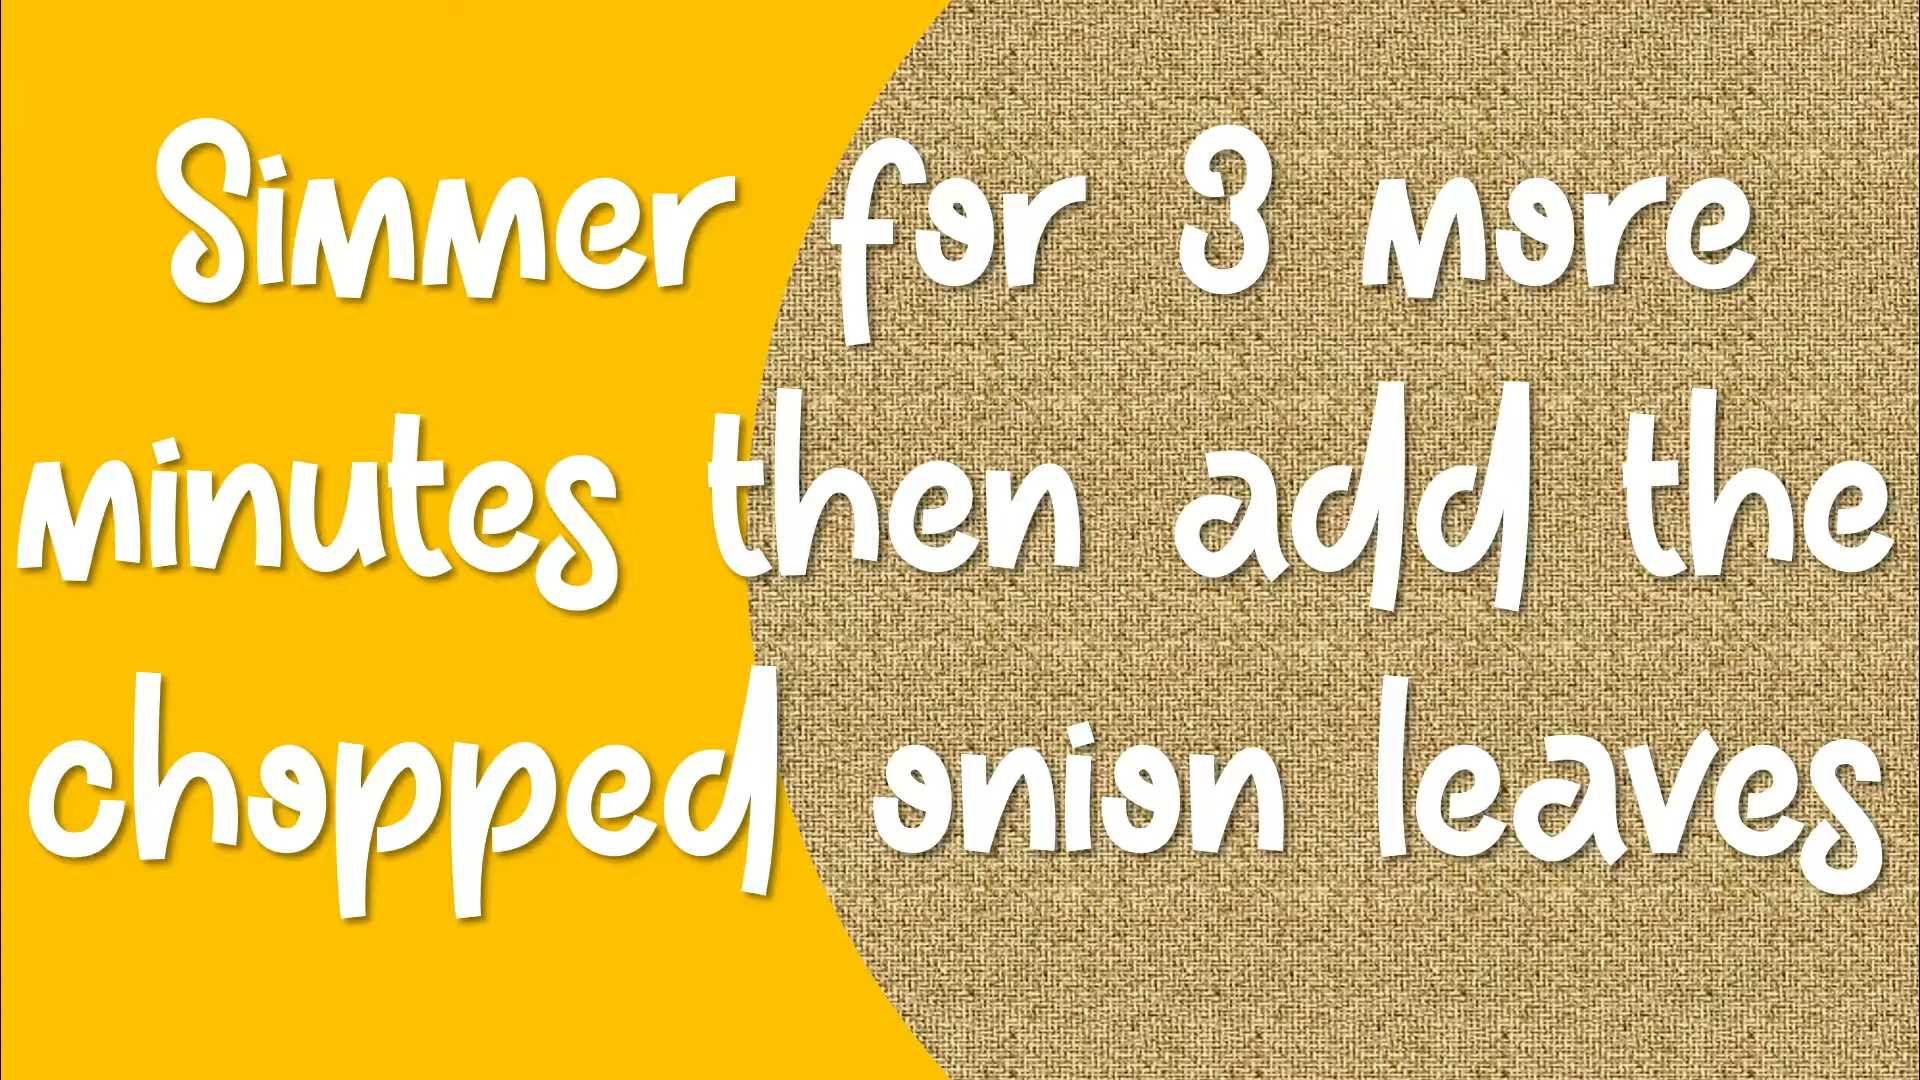 Simmer for 3 more
minutes then add the
chopped onion leaves